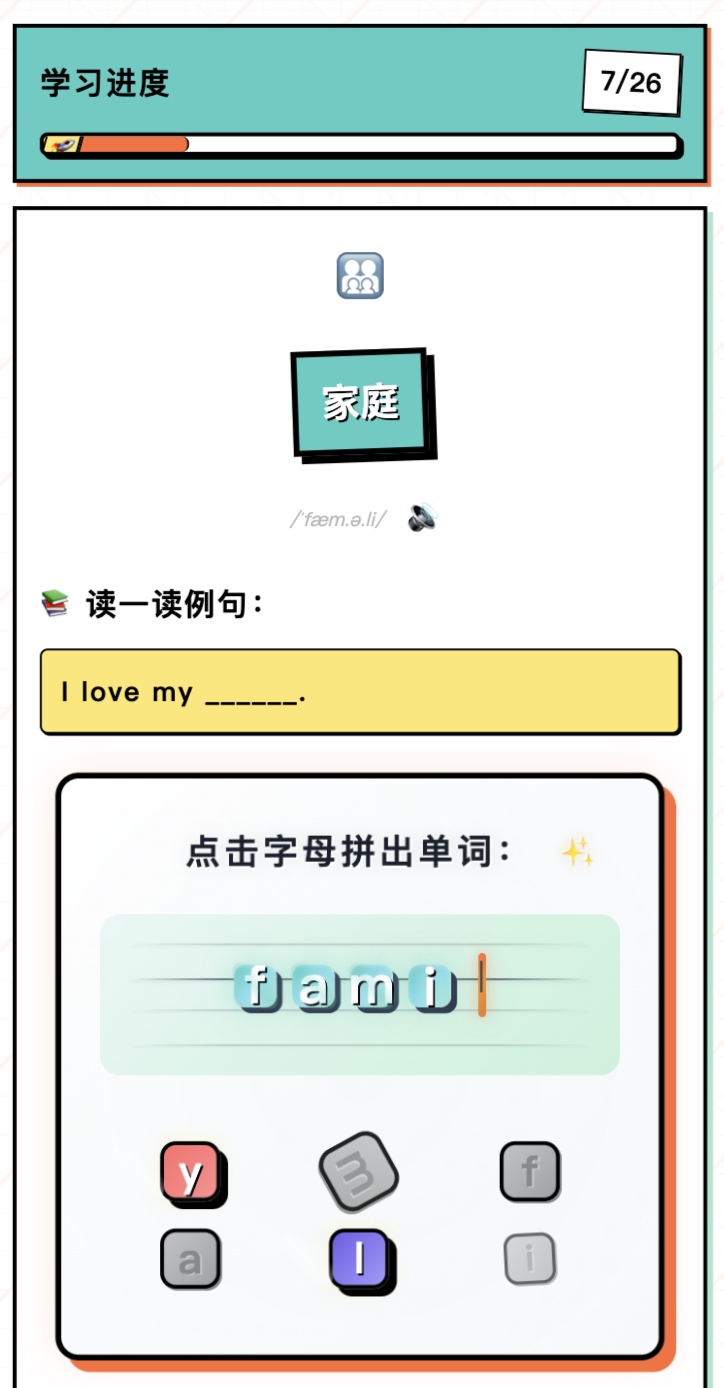 学习进度
7/26
家庭
/ˈfæm.ə.li/
读一读例句：
I love my ______.
点击字母拼出单词：
f a m i
y m f
a l i